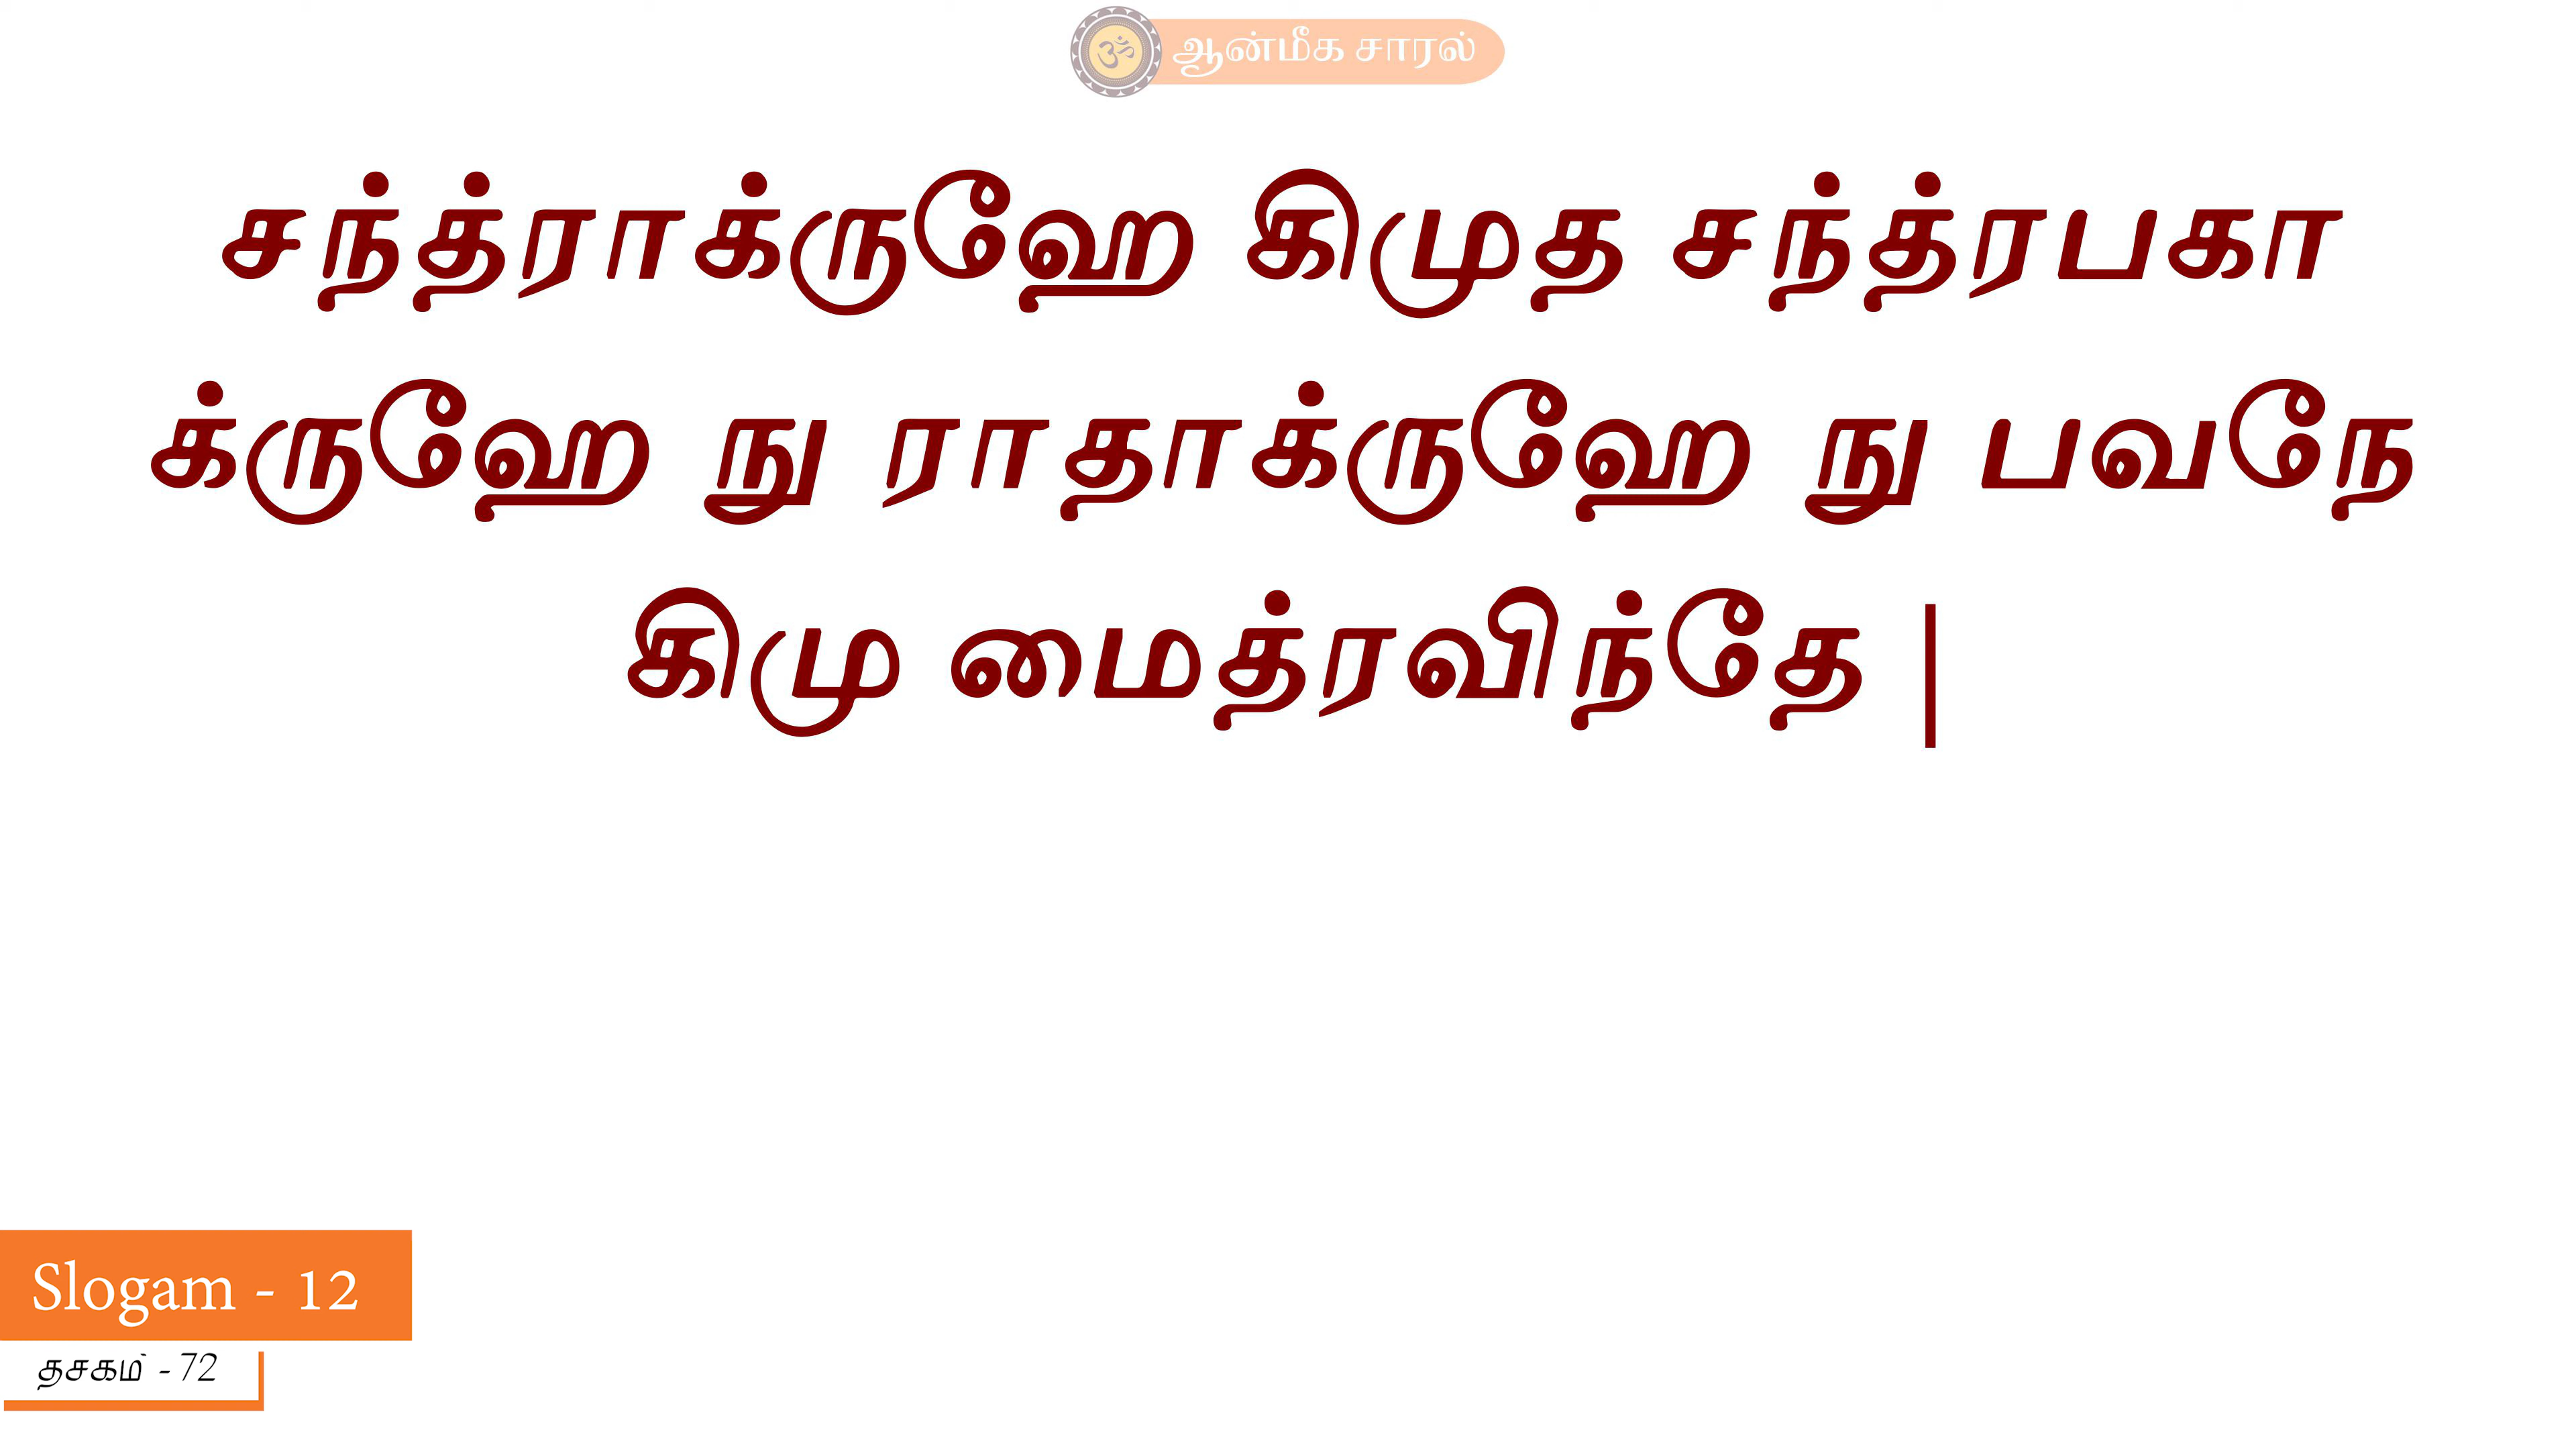 ஆன்மீக சாரல்
சந்த்ராக்ருஹே கிமுத சந்த்ரபகா
க்ருஹே நு ராதாக்ருஹே நு பவநே
கிமு மைத்ரவிந்தே |
Slogam - 12
தசகம் - 72